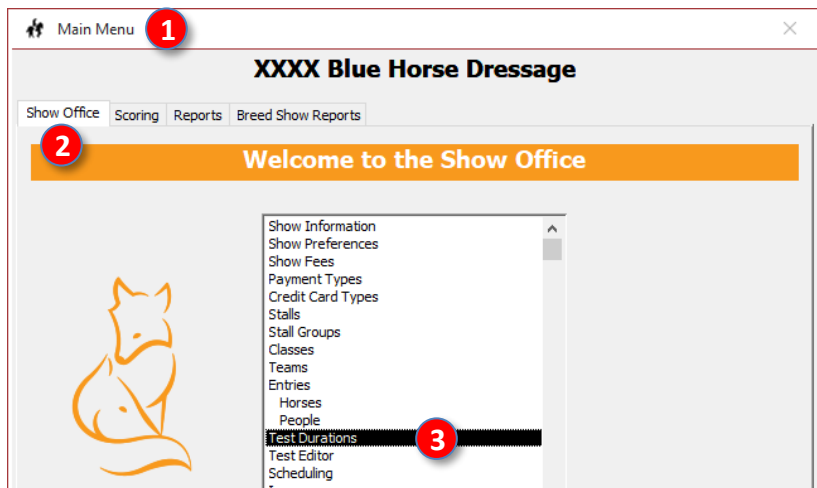 Main Menu 1
XXXX Blue Horse Dressage
Show Office Scoring Reports Breed Show Reports
2
Welcome to the Show Office
Show Information
Show Preferences
Show Fees
Payment Types
Credit Card Types
Stalls
Stall Groups
Classes
Teams
Entries
Horses
People
Test Durations 3
Test Editor
Scheduling